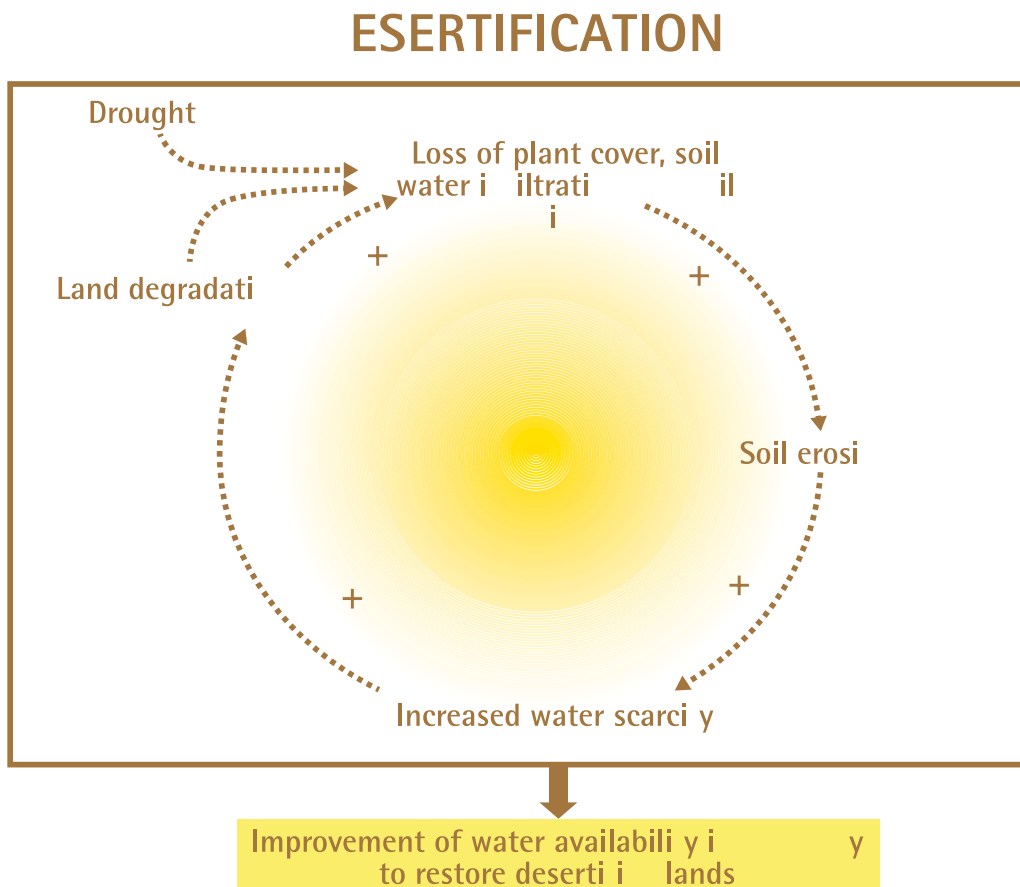 ESERTIFICATION
Drought
Loss of plant cover, soil
water i iltrati il
i
Land degradati
+
+
Soil erosi
+
+
Increased water scarci y
Improvement of water availabili y i y
to restore deserti i lands